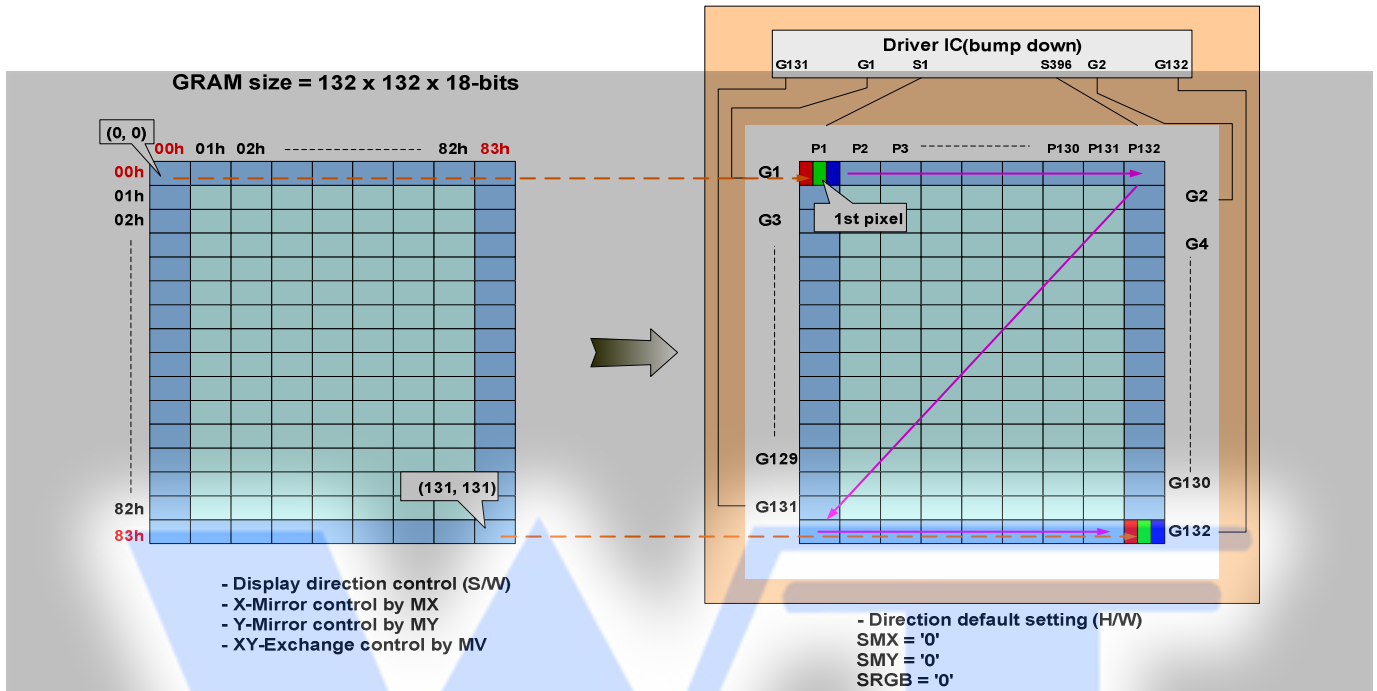 Driver IC(bump down)
G131 G1 S1 S396 G2 G132
GRAM size = 132 x 132 x 18-bits
(0, 0)
00h 01h 02h 82h 83h
00h
01h
02h
82h
83h
(131, 131)
P1 P2 P3 P130 P131 P132
G1
1st pixel
G2
G3
G4
G129
G130
G131
G132
- Display direction control (S/W)
- X-Mirror control by MX
- Y-Mirror control by MY
- XY-Exchange control by MV
- Direction default setting (H/W)
SMX = '0'
SMY = '0'
SRGB = '0'